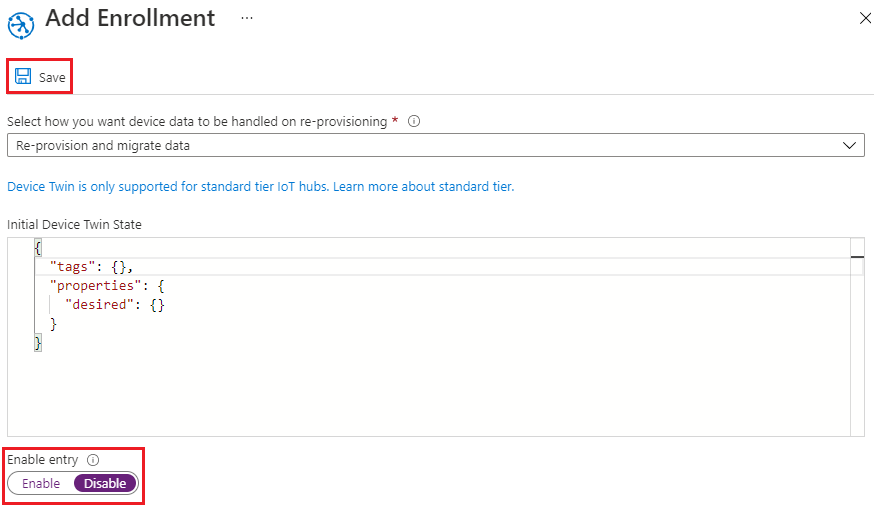 Add Enrollment ...
Save
Select how you want device data to be handled on re-provisioning *
Re-provision and migrate data
Device Twin is only supported for standard tier IoT hubs. Learn more about standard tier.
Initial Device Twin State
{
"tags": {},
"properties": {
"desired": {}
}
}
Enable entry
Enable Disable